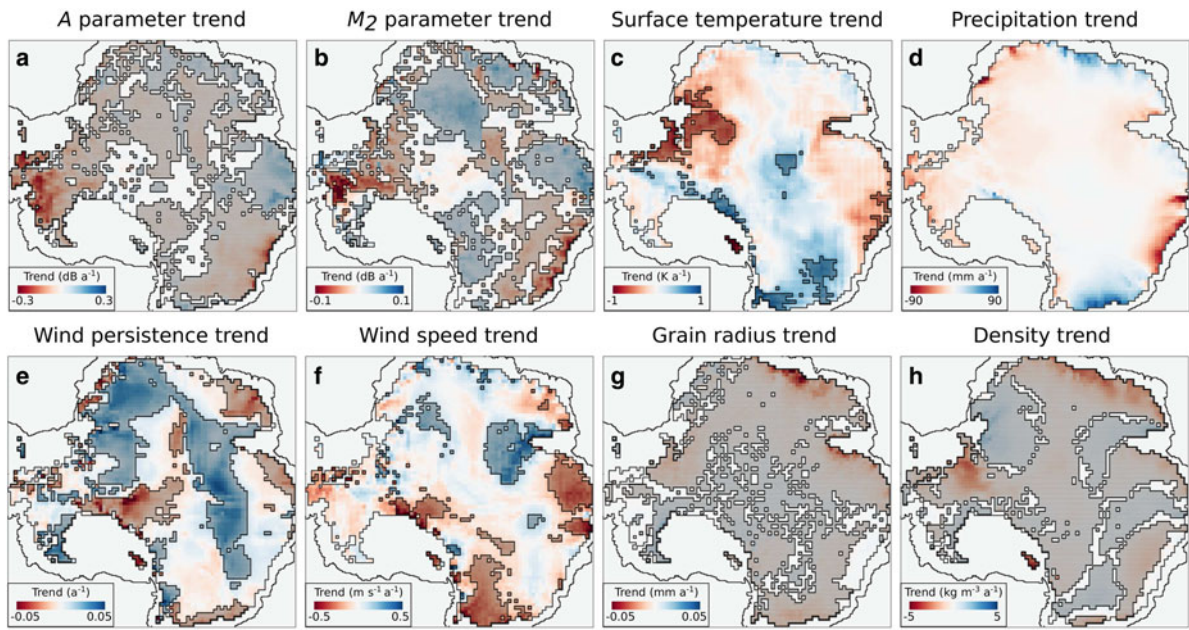 A parameter trend
M2 parameter trend
Surface temperature trend
Precipitation trend
a
b
c
d
Trend (dB a⁻¹)
-0.3 0.3
Trend (dB a⁻¹)
-0.1 0.1
Trend (K a⁻¹)
-1 1
Trend (mm a⁻¹)
-90 90
Wind persistence trend
Wind speed trend
Grain radius trend
Density trend
e
f
g
h
Trend (a⁻¹)
-0.05 0.05
Trend (m s⁻¹ a⁻¹)
-0.5 0.5
Trend (mm a⁻¹)
-0.05 0.05
Trend (kg m⁻³ a⁻¹)
-5 5